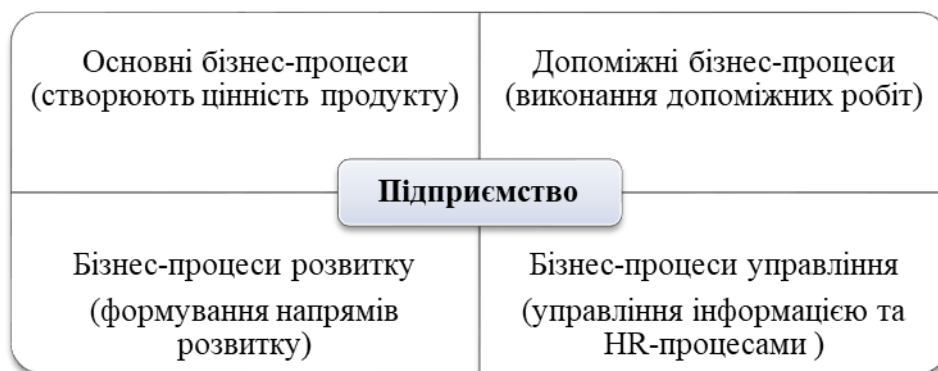 Основні бізнес-процеси
(створюють цінність продукту)
Допоміжні бізнес-процеси
(виконання допоміжних робіт)
Підприємство
Бізнес-процеси розвитку
(формування напрямів
розвитку)
Бізнес-процеси управління
(управління інформацією та
HR-процесами )